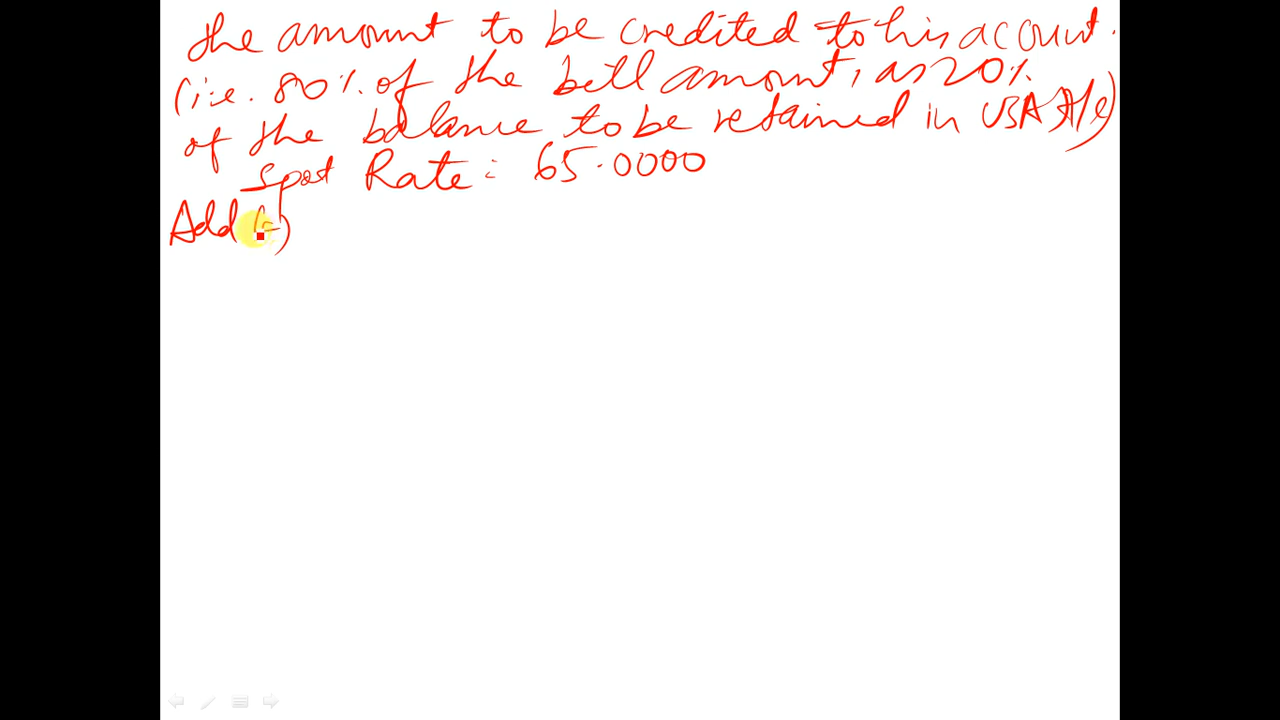 the amount to be credited to his account.
(i.e. 80% of the bill amount, as 20%
of the balance to be retained in USA A/c)
Spot Rate: 65.0000
Add